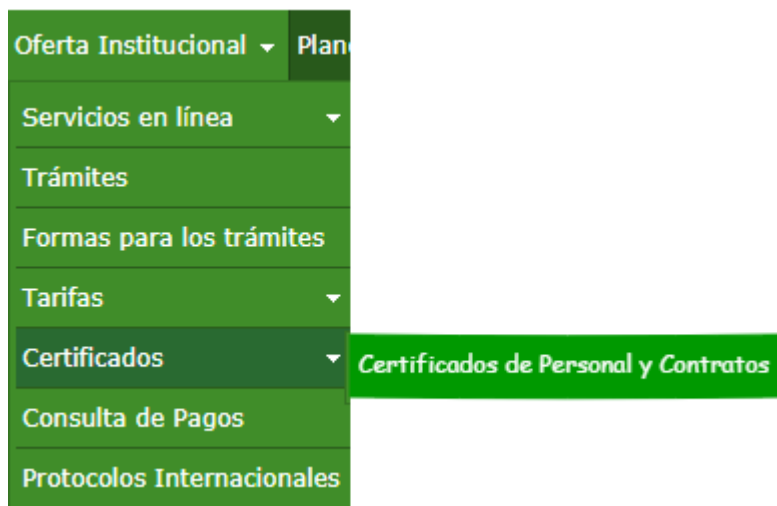 Oferta Institucional
Servicios en línea
Trámites
Formas para los trámites
Tarifas
Certificados
Certificados de Personal y Contratos
Consulta de Pagos
Protocolos Internacionales